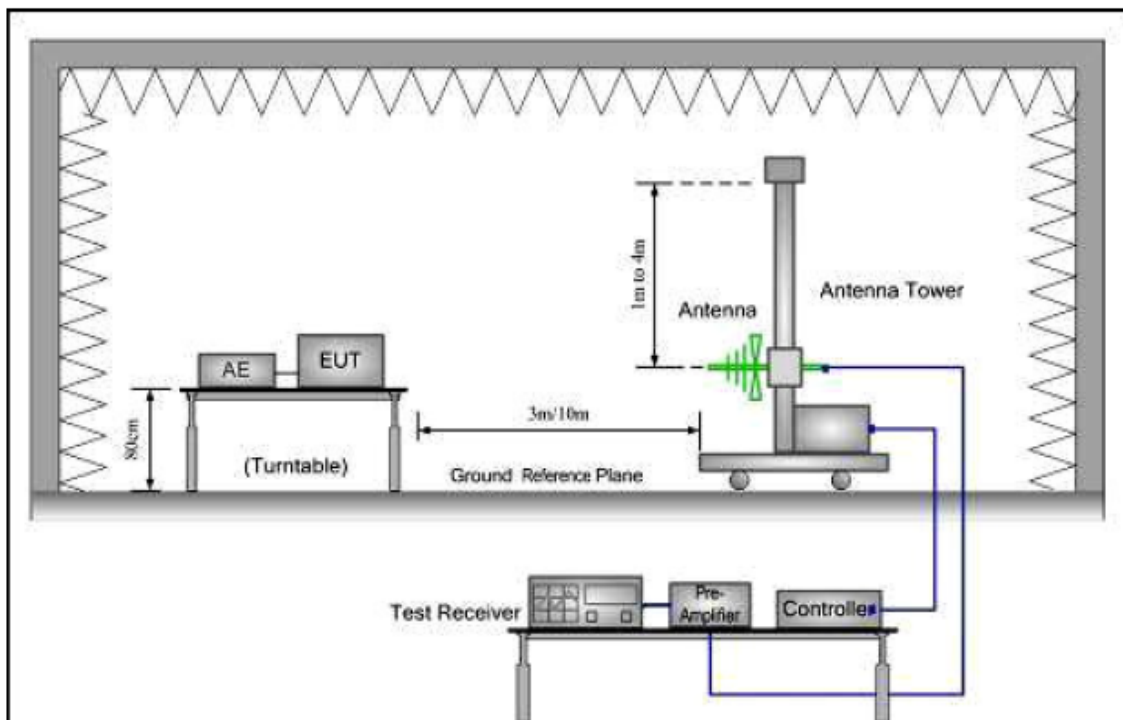 1m to 4m
Antenna
Antenna Tower
AE
EUT
80cm
(Turntable)
3m/10m
Ground Reference Plane
Test Receiver
Pre-
Amplifier
Controller